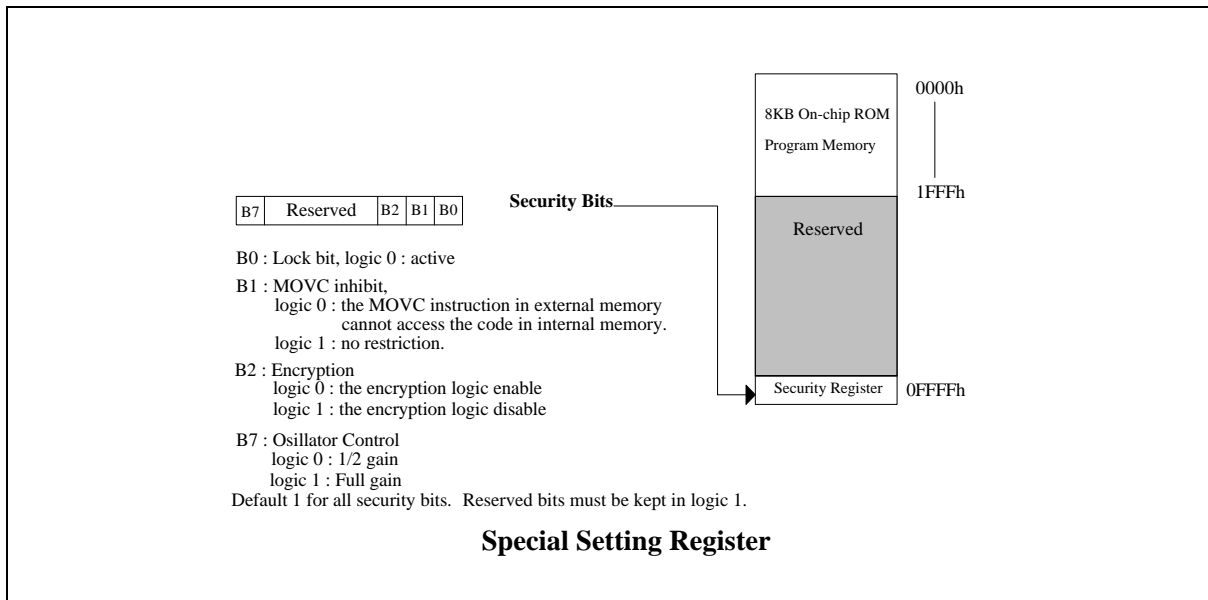 0000h
8KB On-chip ROM
Program Memory
1FFFh
B7 Reserved B2 B1 B0
Security Bits
Reserved
B0 : Lock bit, logic 0 : active
B1 : MOVC inhibit,
logic 0 : the MOVC instruction in external memory
cannot access the code in internal memory.
logic 1 : no restriction.
B2 : Encryption
logic 0 : the encryption logic enable
logic 1 : the encryption logic disable
Security Register 0FFFFh
B7 : Osillator Control
logic 0 : 1/2 gain
logic 1 : Full gain
Default 1 for all security bits. Reserved bits must be kept in logic 1.
Special Setting Register